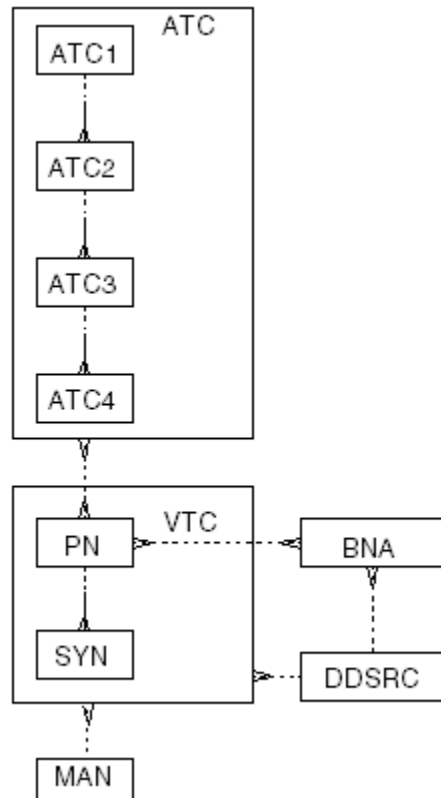 ATC
ATC1
ATC2
ATC3
ATC4
VTC
PN
BNA
SYN
DDSRC
MAN